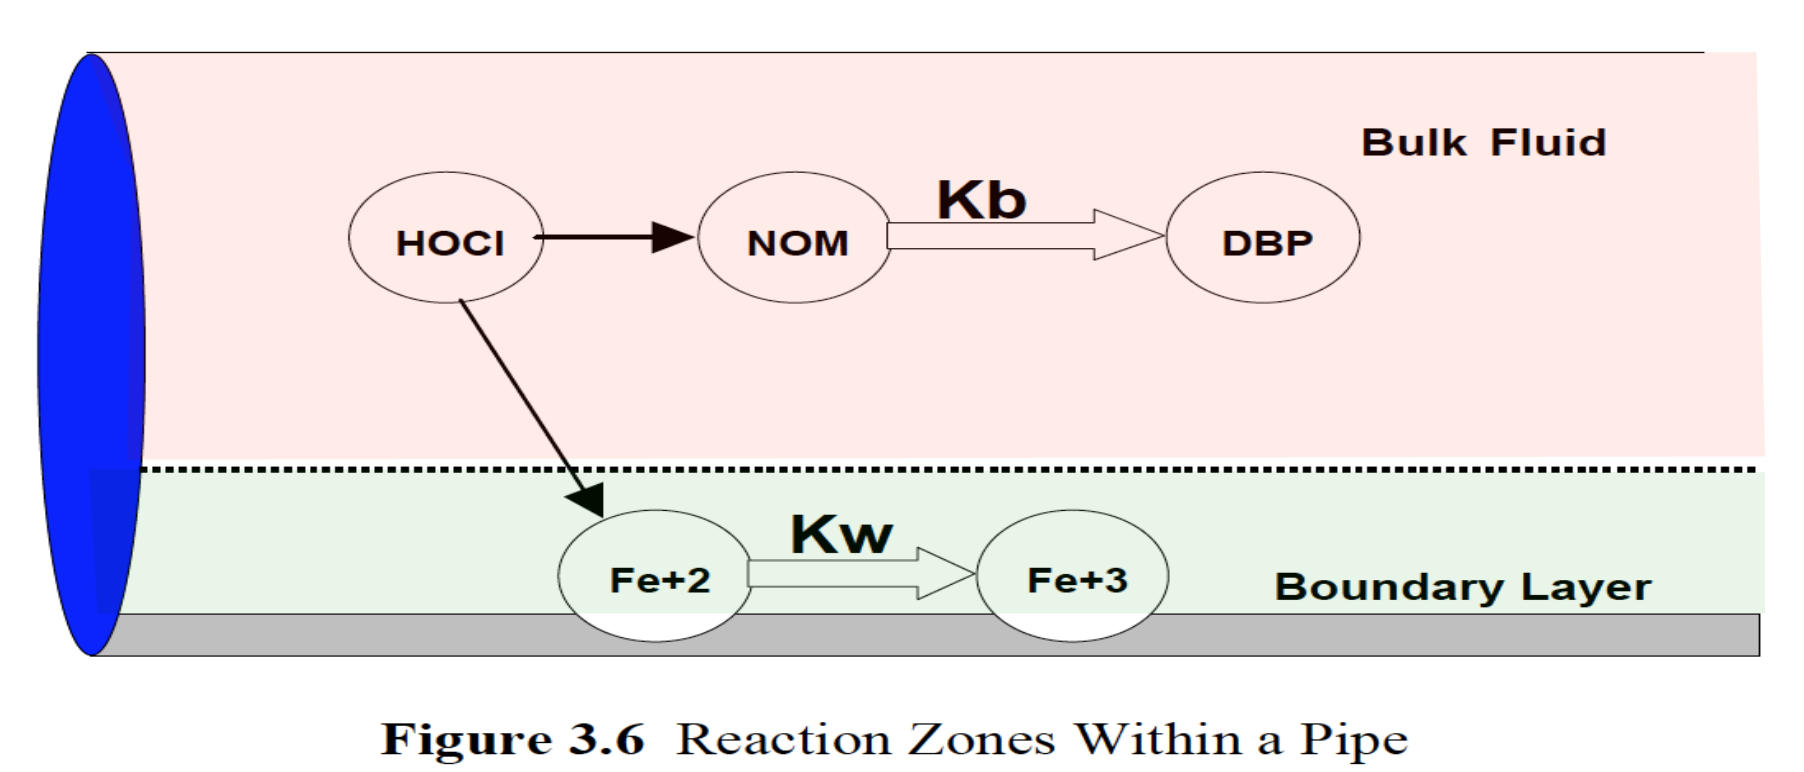 Bulk Fluid
Kb
HOCl
NOM
DBP
Kw
Fe+2
Fe+3
Boundary Layer
Figure 3.6 Reaction Zones Within a Pipe